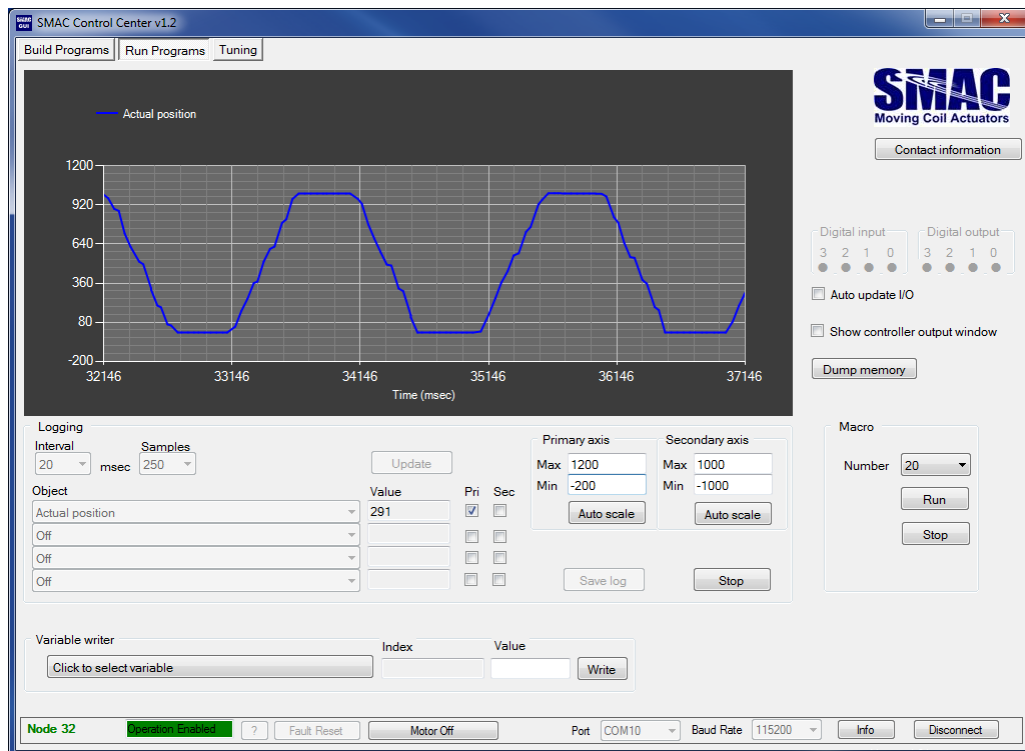 SMAC GUI SMAC Control Center v1.2
Build Programs Run Programs Tuning
Actual position
1200
920
640
360
80
-200
32146 33146 34146 35146 36146 37146
Time (msec)
SMAC
Moving Coil Actuators
Contact information
Digital input Digital output
3 2 1 0 3 2 1 0
Auto update I/O
Show controller output window
Dump memory
Logging
Interval Samples
20 msec 250 Update
Object Value Pri Sec
Actual position 291
Off
Off
Off
Primary axis Secondary axis
Max 1200 Max 1000
Min -200 Min -1000
Auto scale Auto scale
Save log Stop
Macro
Number 20
Run
Stop
Variable writer
Index Value
Click to select variable Write
Node 32 Operation Enabled ? Fault Reset Motor Off Port COM10 Baud Rate 115200 Info Disconnect